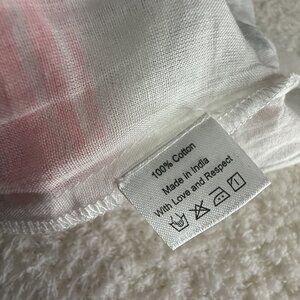 100% Cotton
Made in India
With Love and Respect